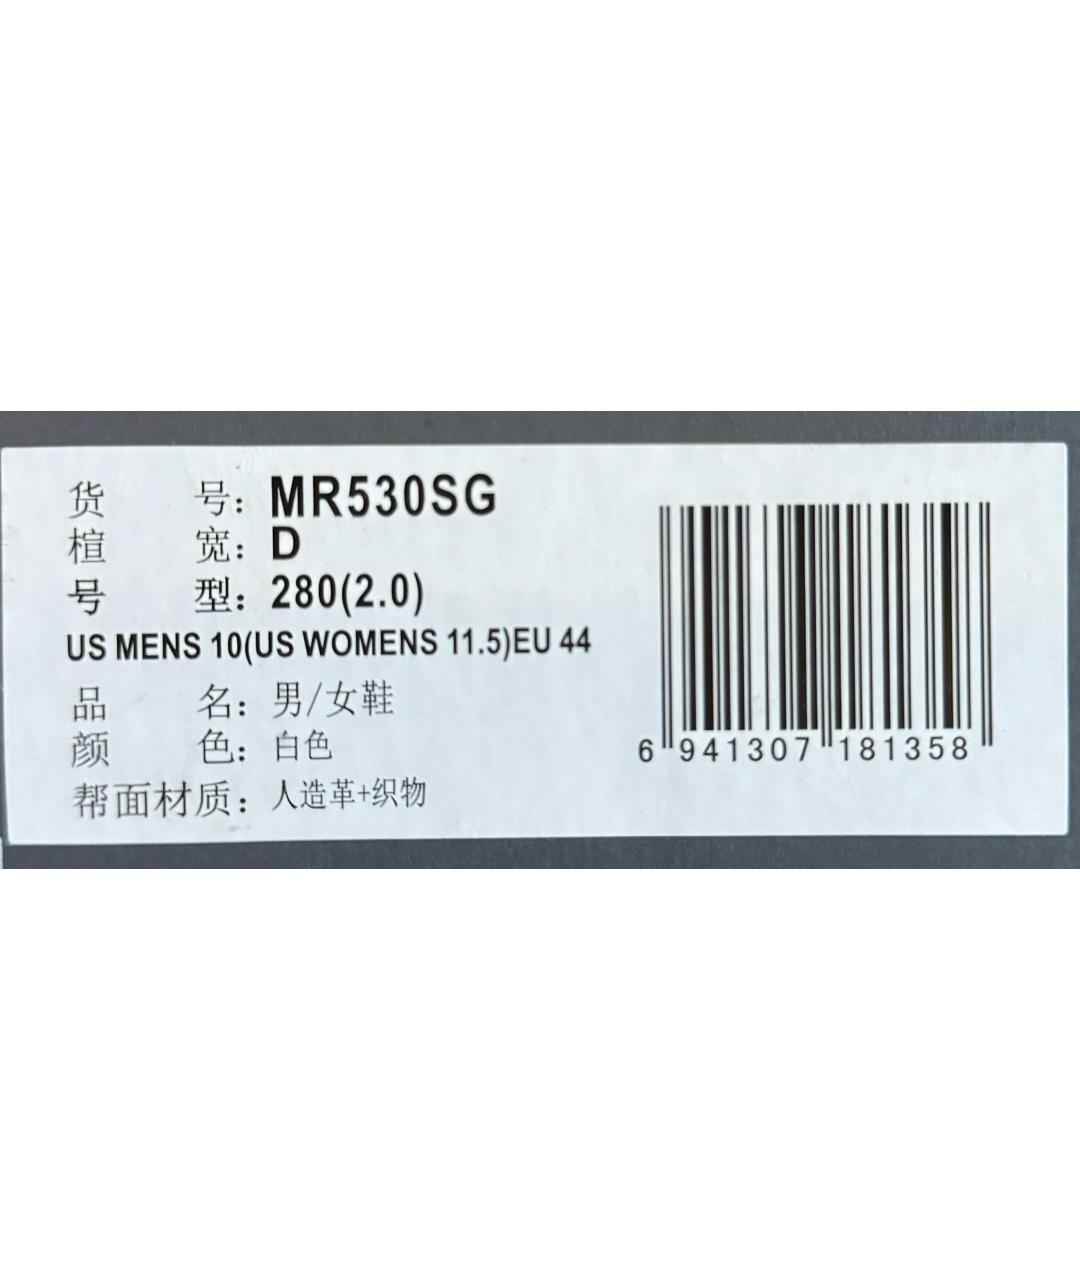 货 号：MR530SG
楦 宽：D
号 型：280(2.0)
US MENS 10(US WOMENS 11.5)EU 44
品 名：男/女鞋
颜 色：白色
帮面材质：人造革+织物
6 941307 181358